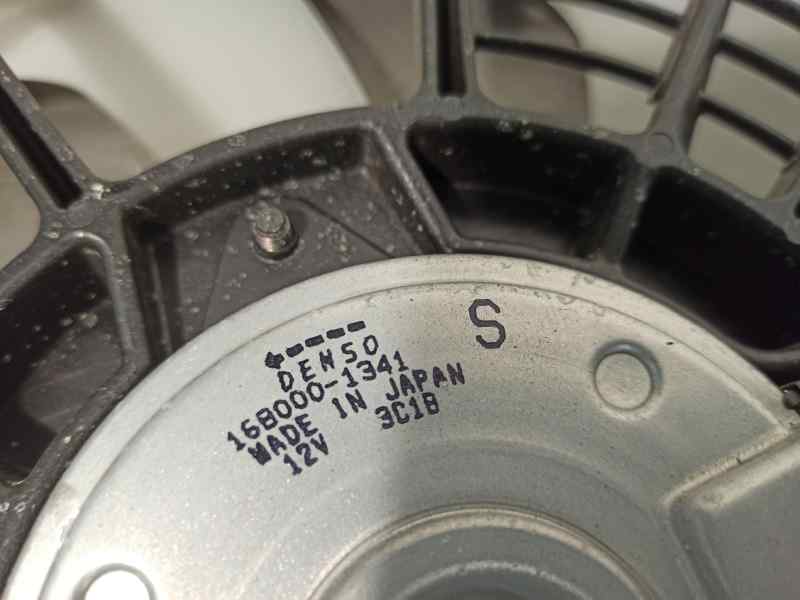 S
DENSO
168000-1341
MADE IN JAPAN
12V 3C18